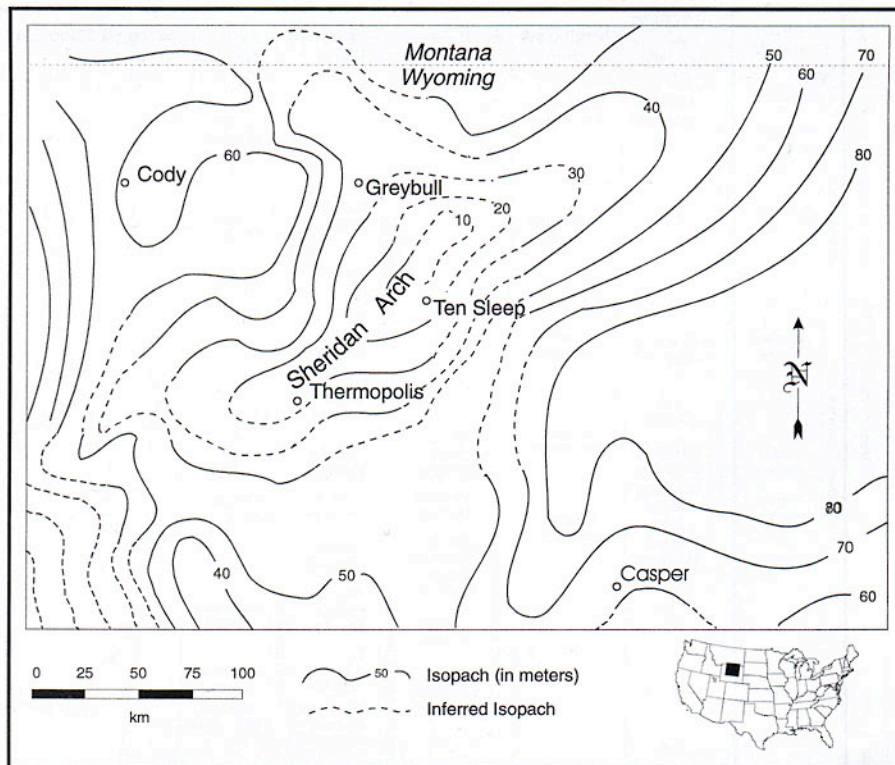 Montana
Wyoming
50
60
70
80
40
30
20
10
60
Cody
Greybull
Sheridan Arch
Ten Sleep
Thermopolis
N
80
70
60
Casper
40
50
0 25 50 75 100
km
50 Isopach (in meters)
Inferred Isopach